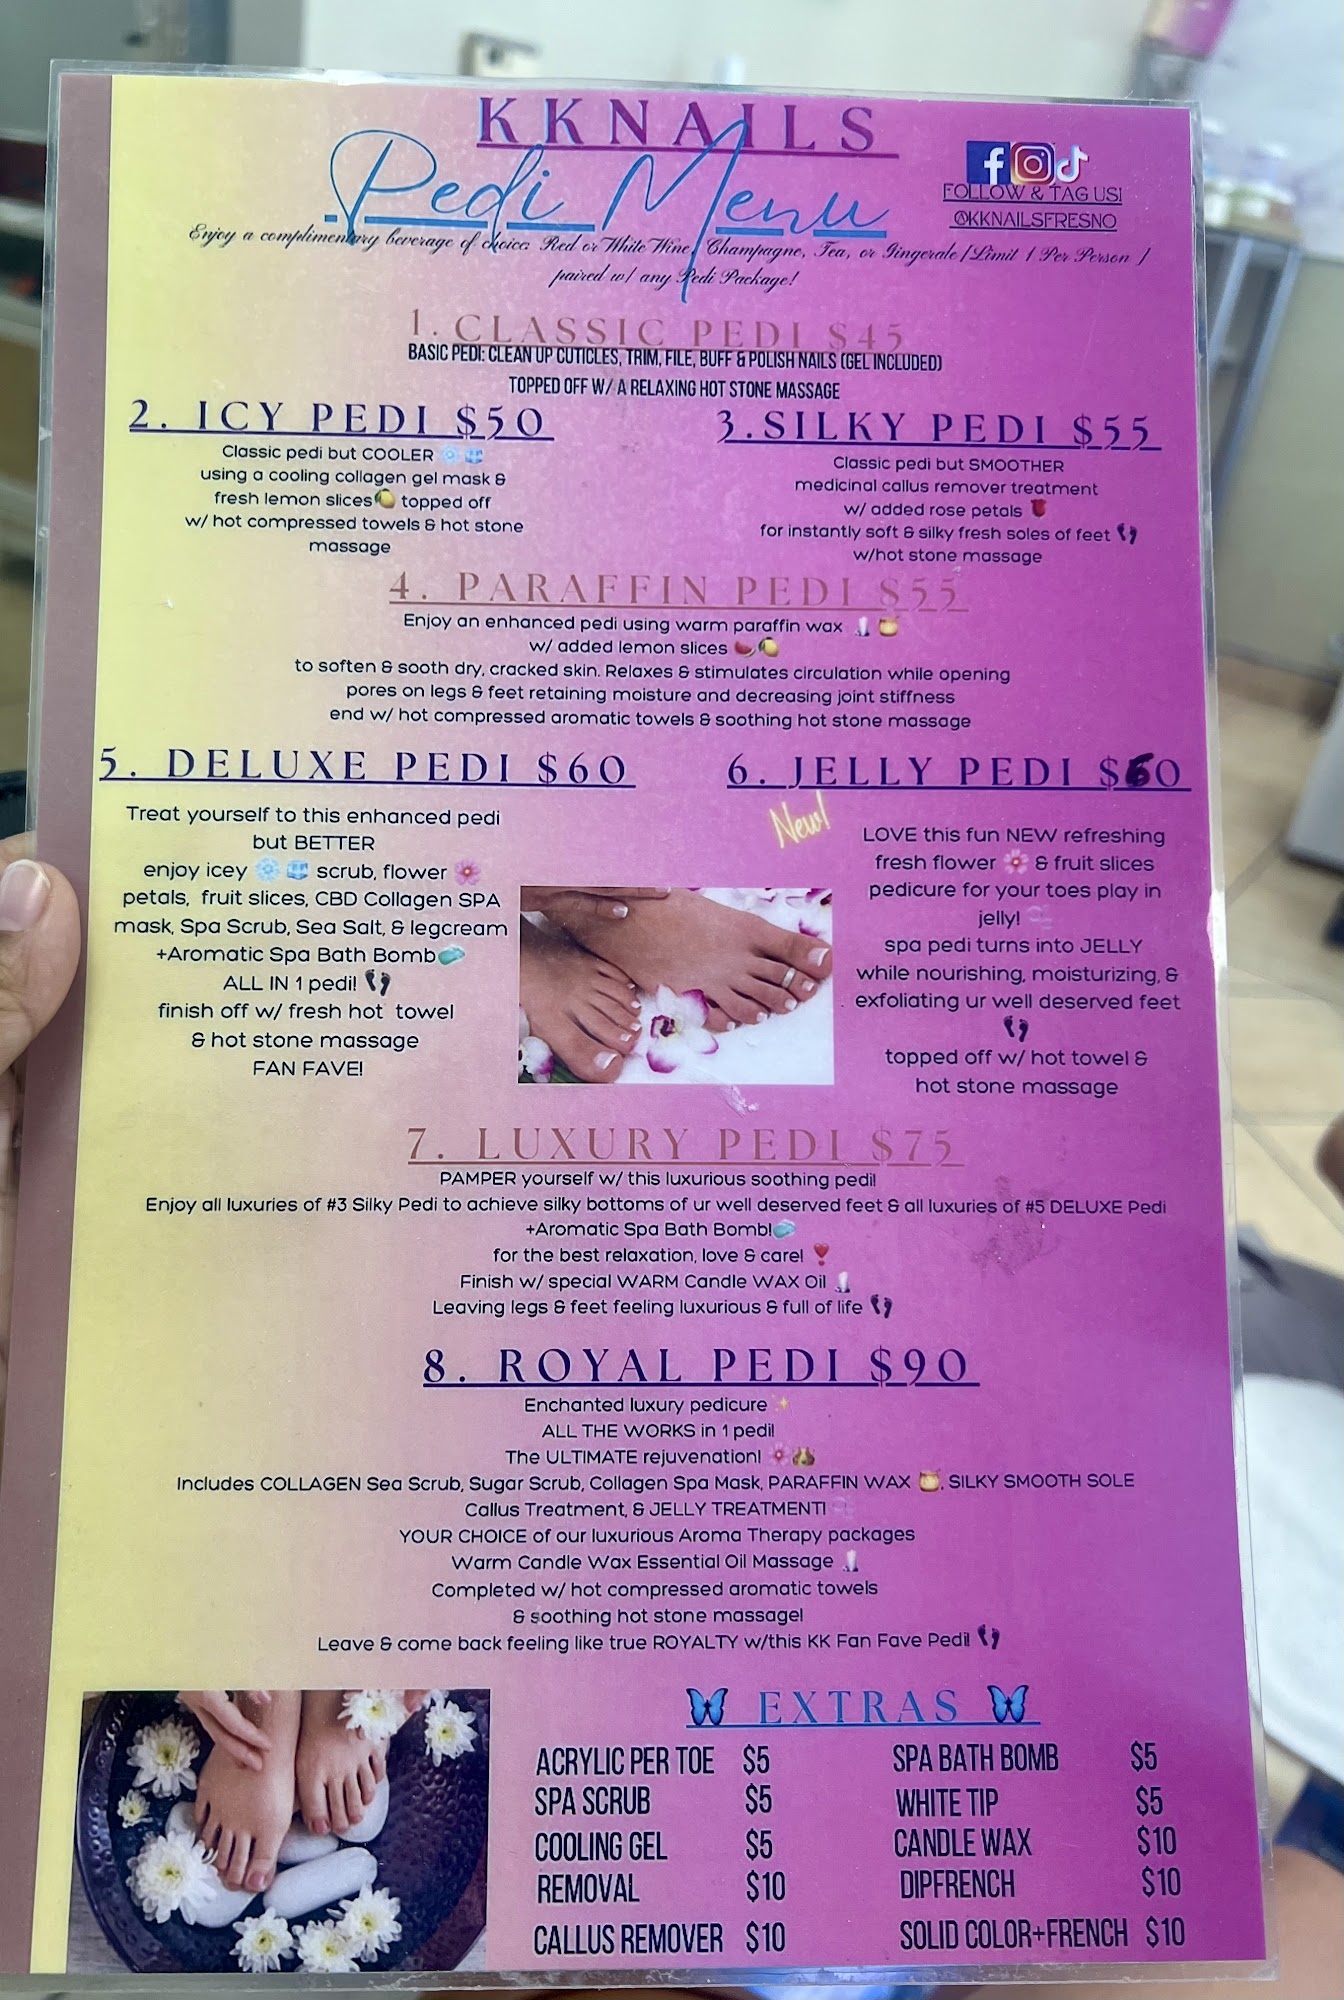 KKNAILS
Pedi Menu
FOLLOW & TAG US!
@KKNAILSFRESNO
Enjoy a complimentary beverage of choice: Red or White Wine, Champagne, Tea, or Gingerale | Limit 1 Per Person |
paired w/ any Pedi Package!
1. CLASSIC PEDI $45
BASIC PEDI: CLEAN UP CUTICLES, TRIM, FILE, BUFF & POLISH NAILS (GEL INCLUDED)
TOPPED OFF W/ A RELAXING HOT STONE MASSAGE
2. ICY PEDI $50
Classic pedi but COOLER ❄️🧊
using a cooling collagen gel mask &
fresh lemon slices🍋 topped off
w/ hot compressed towels & hot stone
massage
3.SILKY PEDI $55
Classic pedi but SMOOTHER
medicinal callus remover treatment
w/ added rose petals 🌹
for instantly soft & silky fresh soles of feet 👣
w/hot stone massage
4. PARAFFIN PEDI $55
Enjoy an enhanced pedi using warm paraffin wax 🕯️🍯
w/ added lemon slices 🍉🍋
to soften & sooth dry, cracked skin. Relaxes & stimulates circulation while opening
pores on legs & feet retaining moisture and decreasing joint stiffness
end w/ hot compressed aromatic towels & soothing hot stone massage
5. DELUXE PEDI $60
Treat yourself to this enhanced pedi
but BETTER
enjoy icey ❄️🧊 scrub, flower 🌸
petals, fruit slices, CBD Collagen SPA
mask, Spa Scrub, Sea Salt, & legcream
+Aromatic Spa Bath Bomb🧼
ALL IN 1 pedi! 👣
finish off w/ fresh hot towel
& hot stone massage
FAN FAVE!
6. JELLY PEDI $60
New!
LOVE this fun NEW refreshing
fresh flower 🌸 & fruit slices
pedicure for your toes play in
jelly!
spa pedi turns into JELLY
while nourishing, moisturizing, &
exfoliating ur well deserved feet
👣
topped off w/ hot towel &
hot stone massage
7. LUXURY PEDI $75
PAMPER yourself w/ this luxurious soothing pedi!
Enjoy all luxuries of #3 Silky Pedi to achieve silky bottoms of ur well deserved feet & all luxuries of #5 DELUXE Pedi
+Aromatic Spa Bath Bomb!🧼
for the best relaxation, love & care! ❣️
Finish w/ special WARM Candle WAX Oil 🕯️
Leaving legs & feet feeling luxurious & full of life 👣
8. ROYAL PEDI $90
Enchanted luxury pedicure ✨
ALL THE WORKS in 1 pedi!
The ULTIMATE rejuvenation! 🌸
Includes COLLAGEN Sea Scrub, Sugar Scrub, Collagen Spa Mask, PARAFFIN WAX 🍯, SILKY SMOOTH SOLE
Callus Treatment, & JELLY TREATMENT!
YOUR CHOICE of our luxurious Aroma Therapy packages
Warm Candle Wax Essential Oil Massage 🕯️
Completed w/ hot compressed aromatic towels
& soothing hot stone massage!
Leave & come back feeling like true ROYALTY w/this KK Fan Fave Pedi! 👣
🦋 EXTRAS 🦋
ACRYLIC PER TOE $5
SPA SCRUB $5
COOLING GEL $5
REMOVAL $10
CALLUS REMOVER $10
SPA BATH BOMB $5
WHITE TIP $5
CANDLE WAX $10
DIPFRENCH $10
SOLID COLOR+FRENCH $10